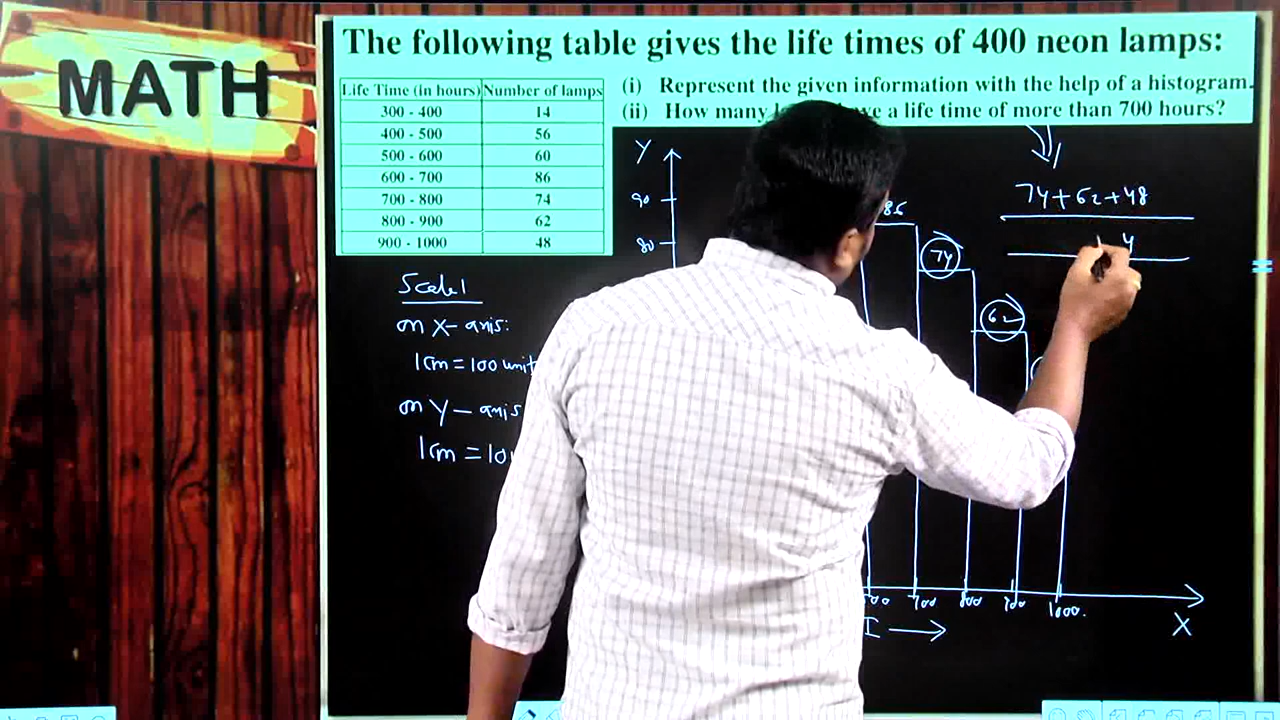 MATH
The following table gives the life times of 400 neon lamps:
Life Time (in hours) Number of lamps
300 - 400 14
400 - 500 56
500 - 600 60
600 - 700 86
700 - 800 74
800 - 900 62
900 - 1000 48
(i) Represent the given information with the help of a histogram.
(ii) How many a life time of more than 700 hours?
Scale
on X-axis:
1cm = 100 unit
on Y-axis
1cm = 10
Y
90
80
86
74
62
74+62+48
4
700 800 1000.
I
X